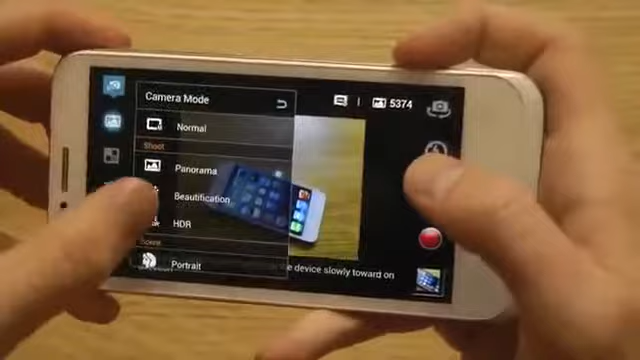 Camera Mode
5374
Normal
Shoot
Panorama
Beautification
HDR
Scene
Portrait
device slowly toward on